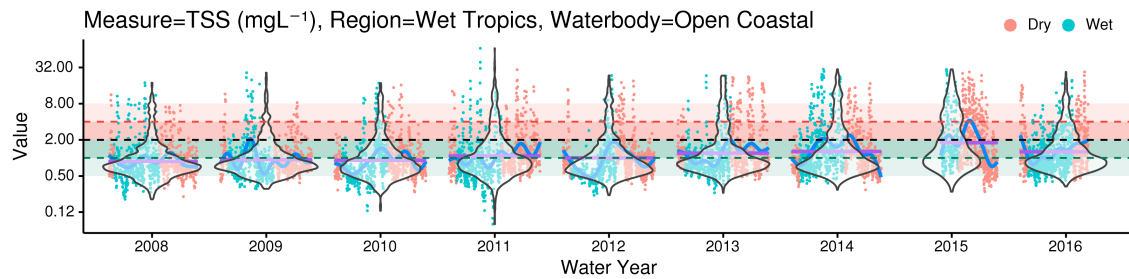 Measure=TSS (mgL⁻¹), Region=Wet Tropics, Waterbody=Open Coastal
Dry Wet
Value
32.00
8.00
2.00
0.50
0.12
2008 2009 2010 2011 2012 2013 2014 2015 2016
Water Year